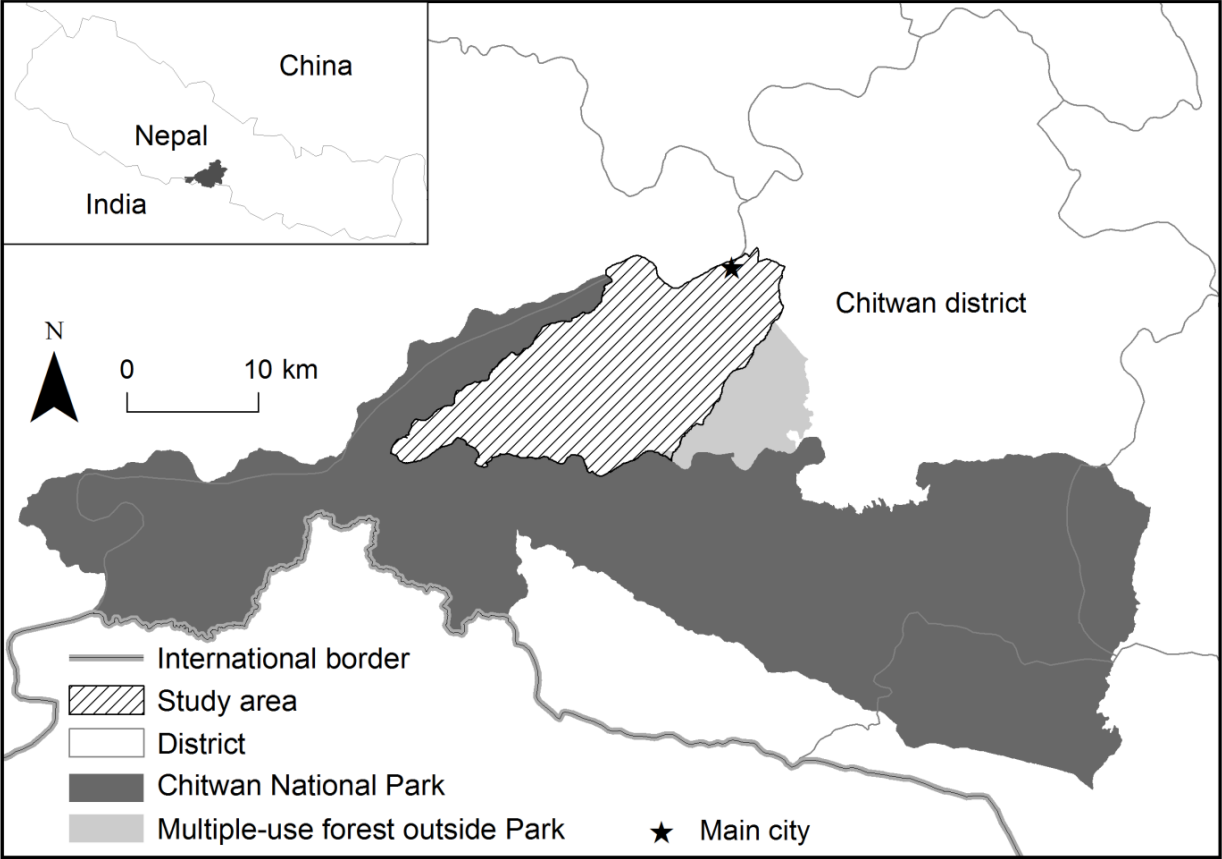 China
Nepal
India
Chitwan district
N
0 10 km
International border
Study area
District
Chitwan National Park
Multiple-use forest outside Park
Main city